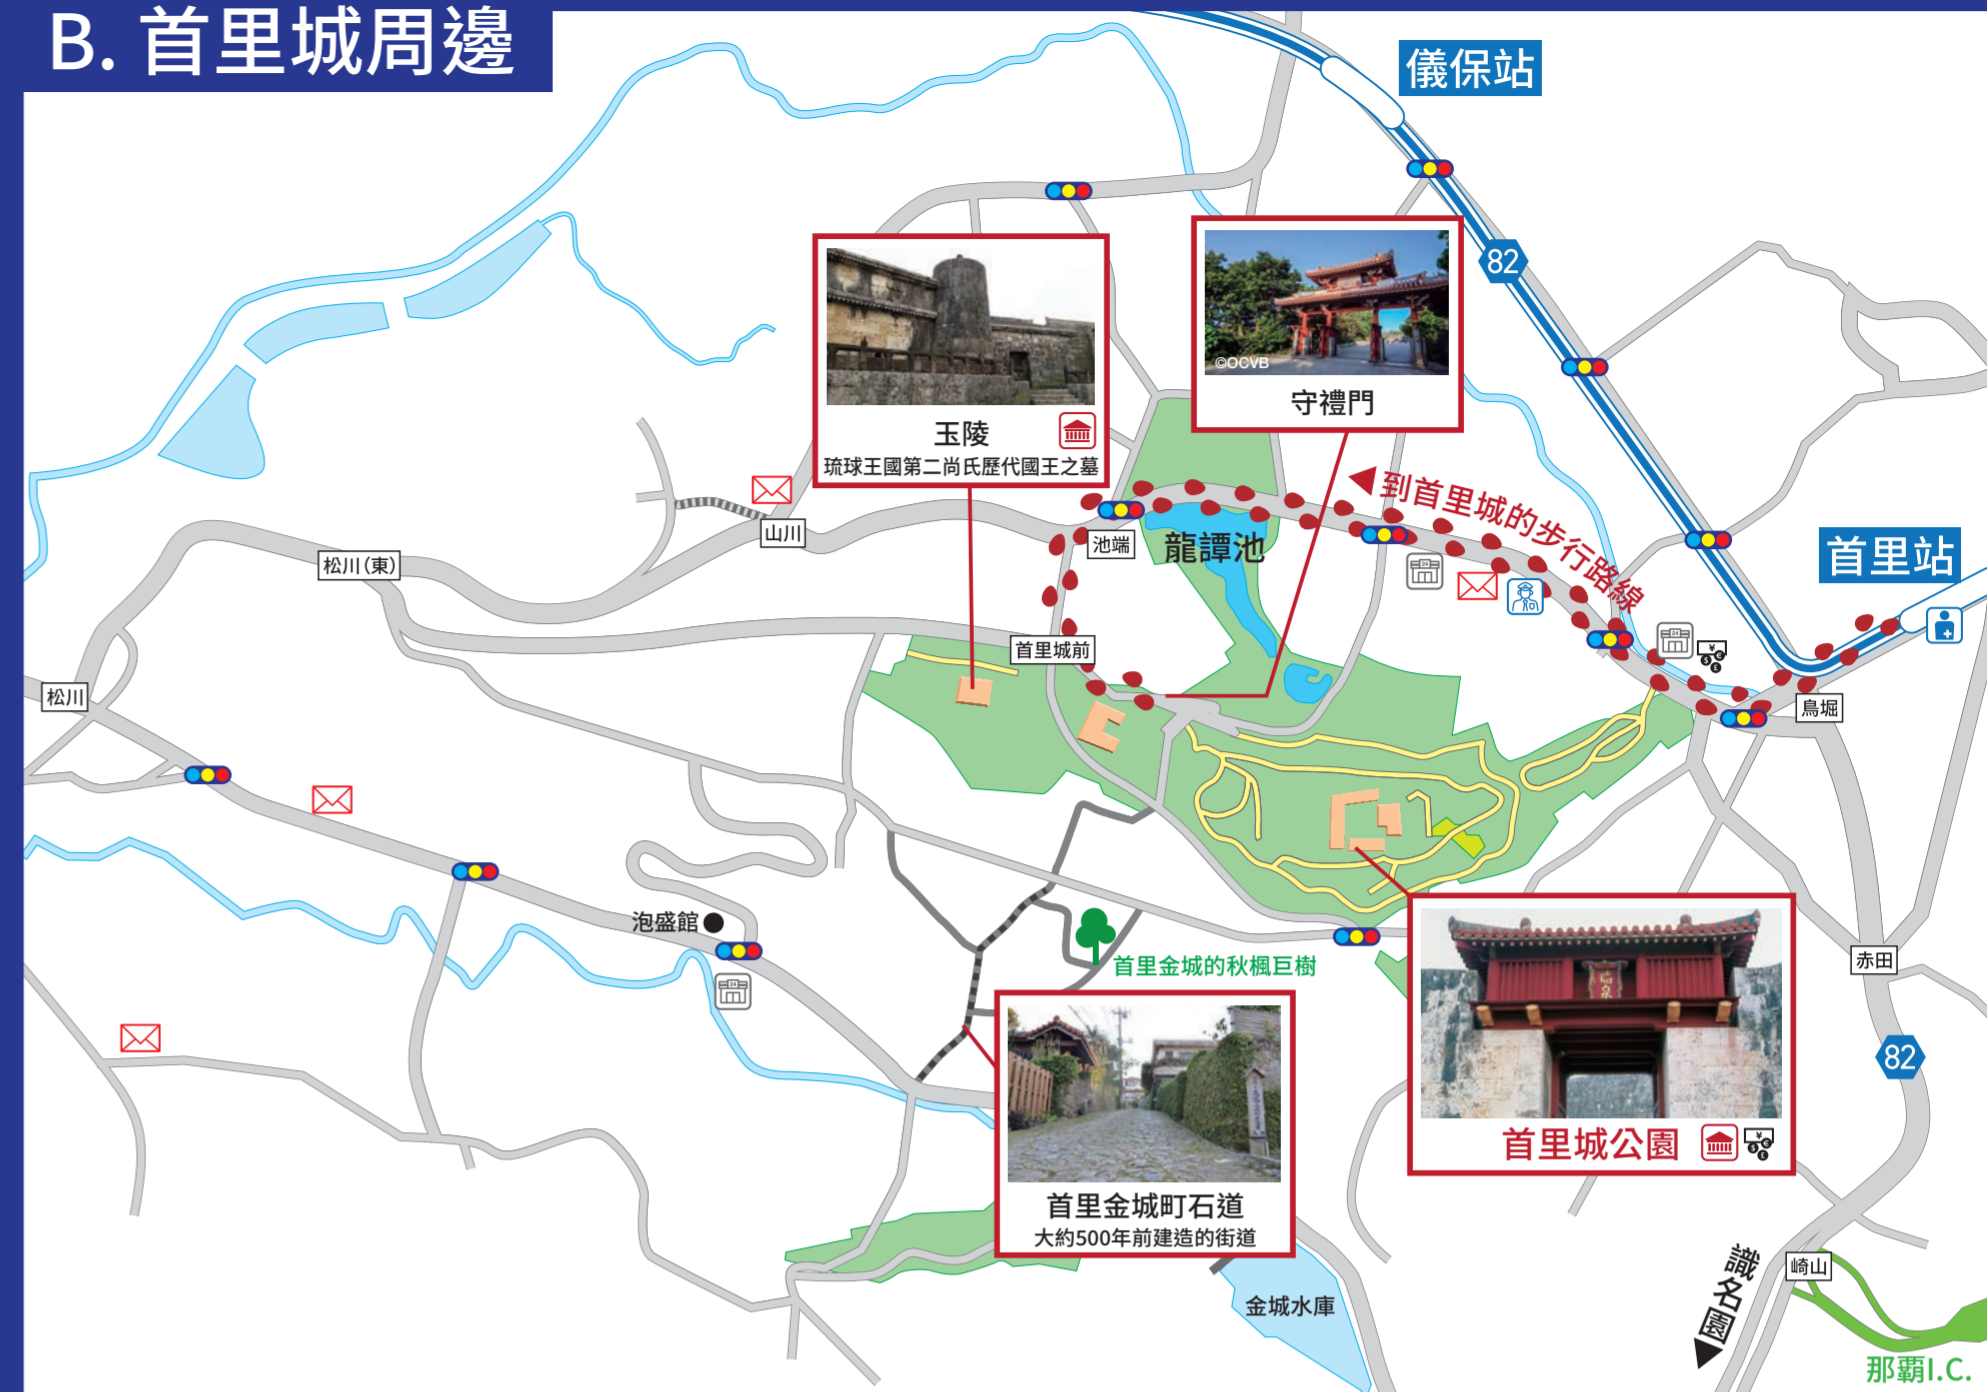 B. 首里城周邊
儀保站
82
©OCVB
守禮門
玉陵
琉球王國第二尚氏歷代國王之墓
到首里城的步行路線
山川
池端
龍譚池
松川(東)
首里站
首里城前
松川
鳥堀
泡盛館
首里金城的秋楓巨樹
赤田
82
首里城公園
首里金城町石道
大約500年前建造的街道
金城水庫
識名園
崎山
那覇I.C.